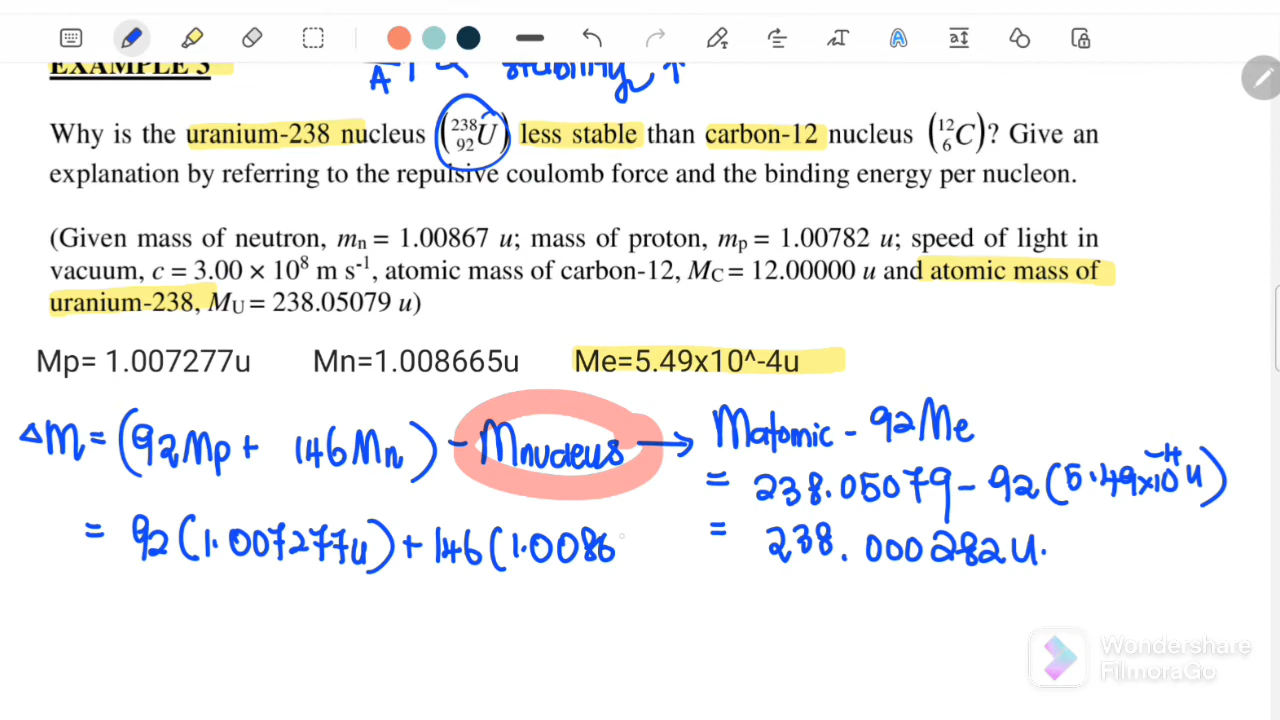 EXAMPLE 3
A ↑ ∝ stability ↑
Why is the uranium-238 nucleus (²³⁸₉₂U) less stable than carbon-12 nucleus (¹²₆C)? Give an
explanation by referring to the repulsive coulomb force and the binding energy per nucleon.
(Given mass of neutron, mn = 1.00867 u; mass of proton, mp = 1.00782 u; speed of light in
vacuum, c = 3.00 × 10⁸ m s⁻¹, atomic mass of carbon-12, MC = 12.00000 u and atomic mass of
uranium-238, MU = 238.05079 u)
Mp= 1.007277u Mn=1.008665u Me=5.49x10^-4u
Δm = (92Mp + 146Mn) - Mnucleus → Matomic - 92Me
= 238.05079 - 92(5.49×10⁻⁴u)
= 92(1.007277u) + 146(1.0086 = 238.000282u.
Wondershare
FilmoraGo